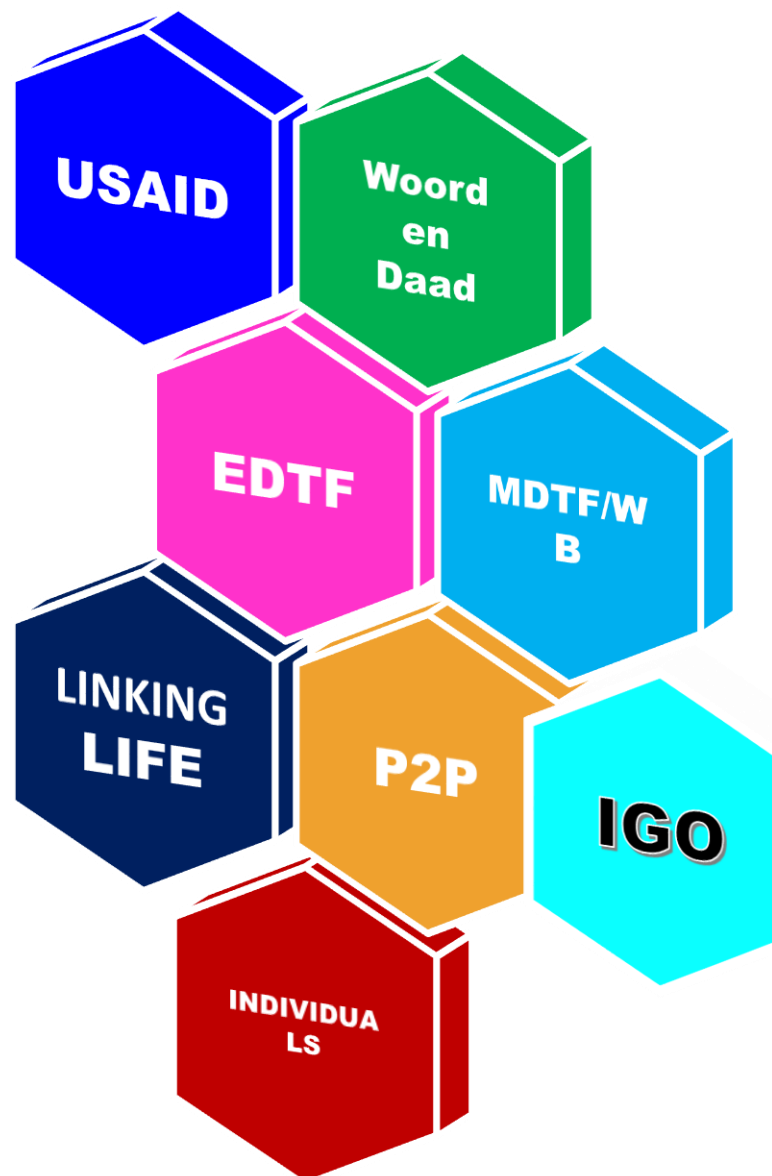 USAID
Woord
en
Daad
EDTF
MDTF/W
B
LINKING
LIFE
P2P
IGO
INDIVIDUA
LS